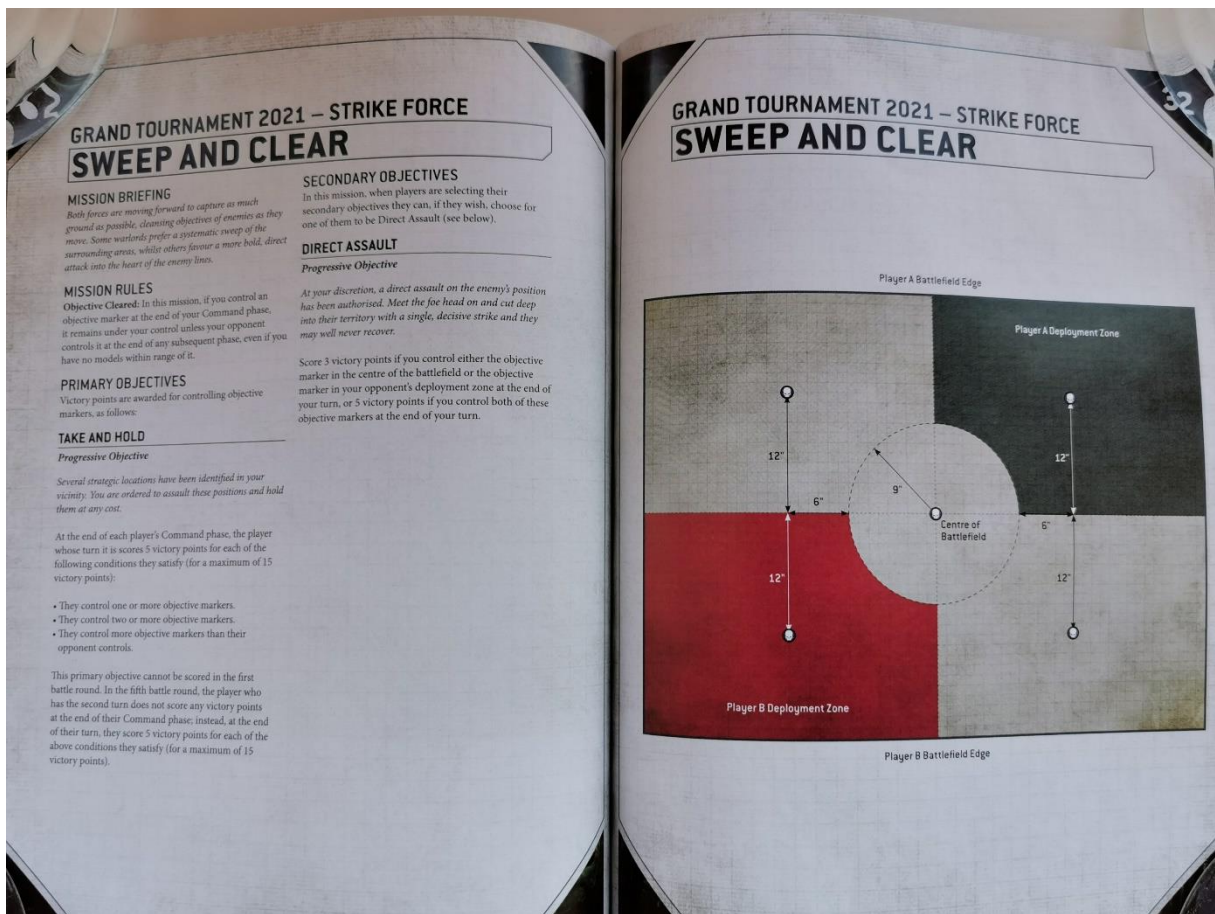 GRAND TOURNAMENT 2021 – STRIKE FORCE
SWEEP AND CLEAR
MISSION BRIEFING
Both forces are moving forward to capture as much
ground as possible, cleansing objectives of enemies as they
move. Some warlords prefer a systematic sweep of the
surrounding areas, whilst others favour a more bold, direct
attack into the heart of the enemy lines.
MISSION RULES
Objective Cleared: In this mission, if you control an
objective marker at the end of your Command phase,
it remains under your control unless your opponent
controls it at the end of any subsequent phase, even if you
have no models within range of it.
PRIMARY OBJECTIVES
Victory points are awarded for controlling objective
markers, as follows:
TAKE AND HOLD
Progressive Objective
Several strategic locations have been identified in your
vicinity. You are ordered to assault these positions and hold
them at any cost.
At the end of each player's Command phase, the player
whose turn it is scores 5 victory points for each of the
following conditions they satisfy (for a maximum of 15
victory points):
• They control one or more objective markers.
• They control two or more objective markers.
• They control more objective markers than their
opponent controls.
This primary objective cannot be scored in the first
battle round. In the fifth battle round, the player who
has the second turn does not score any victory points
at the end of their Command phase; instead, at the end
of their turn, they score 5 victory points for each of the
above conditions they satisfy (for a maximum of 15
victory points).
SECONDARY OBJECTIVES
In this mission, when players are selecting their
secondary objectives they can, if they wish, choose for
one of them to be Direct Assault (see below).
DIRECT ASSAULT
Progressive Objective
At your discretion, a direct assault on the enemy's position
has been authorised. Meet the foe head on and cut deep
into their territory with a single, decisive strike and they
may well never recover.
Score 3 victory points if you control either the objective
marker in the centre of the battlefield or the objective
marker in your opponent's deployment zone at the end of
your turn, or 5 victory points if you control both of these
objective markers at the end of your turn.
32
GRAND TOURNAMENT 2021 – STRIKE FORCE
SWEEP AND CLEAR
Player A Battlefield Edge
Player A Deployment Zone
12"
12"
9"
6"
Centre of
Battlefield
6"
12"
12"
Player B Deployment Zone
Player B Battlefield Edge